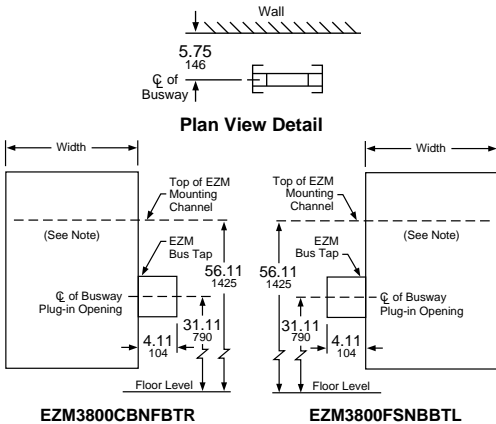 Wall
5.75
146
℄ of
Busway
Plan View Detail
Width
Top of EZM
Mounting
Channel
(See Note)
EZM
Bus Tap
56.11
1425
℄ of Busway
Plug-in Opening
31.11
790
4.11
104
Floor Level
EZM3800CBNFBTR
Width
Top of EZM
Mounting
Channel
(See Note)
EZM
Bus Tap
56.11
1425
℄ of Busway
Plug-in Opening
31.11
790
4.11
104
Floor Level
EZM3800FSNBBTL